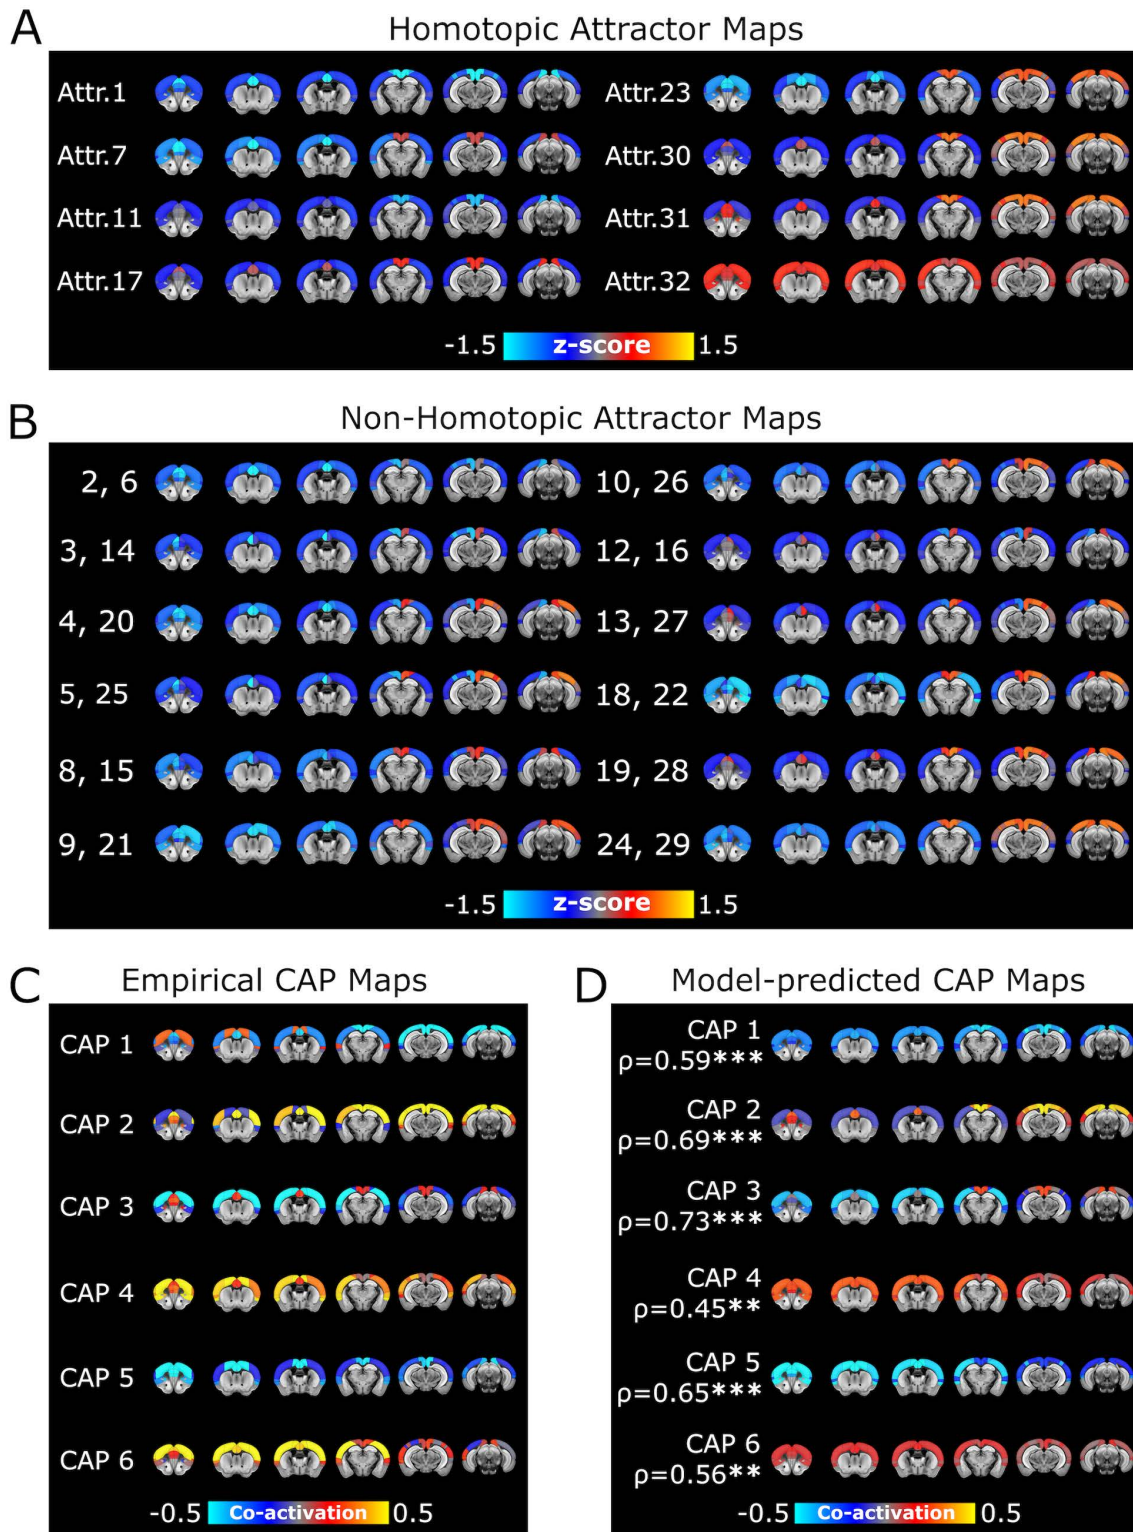 A
Homotopic Attractor Maps
Attr.1
Attr.23
Attr.7
Attr.30
Attr.11
Attr.31
Attr.17
Attr.32
-1.5 z-score 1.5
B
Non-Homotopic Attractor Maps
2, 6
10, 26
3, 14
12, 16
4, 20
13, 27
5, 25
18, 22
8, 15
19, 28
9, 21
24, 29
-1.5 z-score 1.5
C
Empirical CAP Maps
CAP 1
CAP 2
CAP 3
CAP 4
CAP 5
CAP 6
-0.5 Co-activation 0.5
D
Model-predicted CAP Maps
CAP 1
ρ=0.59***
CAP 2
ρ=0.69***
CAP 3
ρ=0.73***
CAP 4
ρ=0.45**
CAP 5
ρ=0.65***
CAP 6
ρ=0.56**
-0.5 Co-activation 0.5